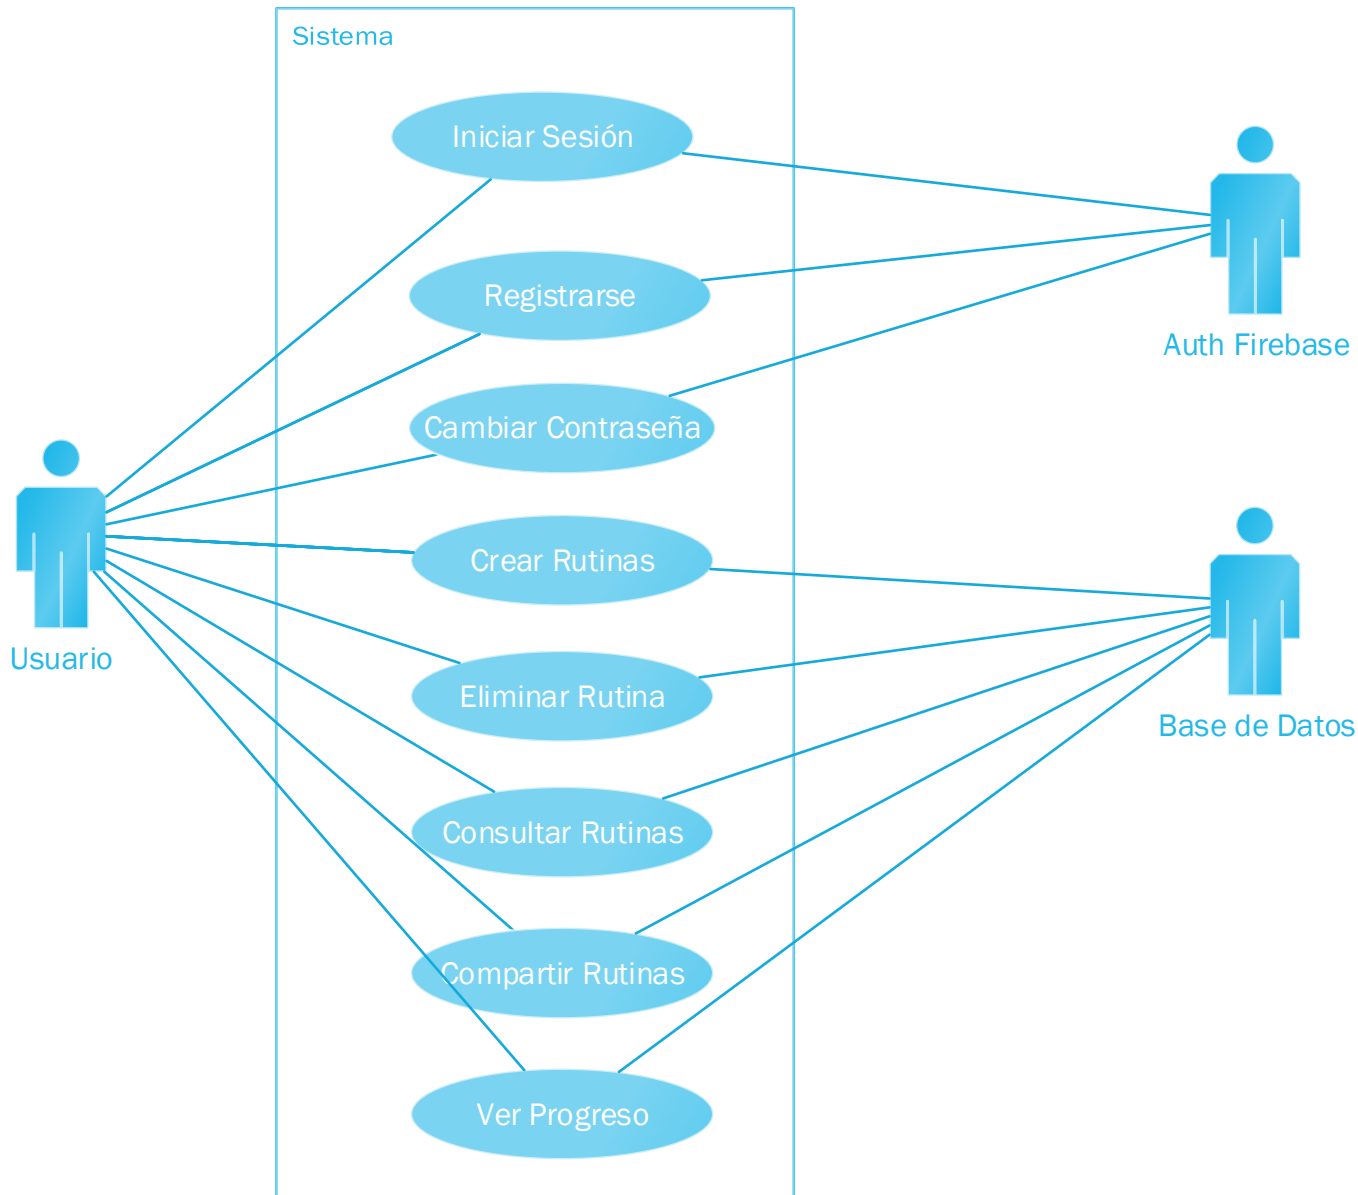 Sistema
Iniciar Sesión
Registrarse
Auth Firebase
Cambiar Contraseña
Crear Rutinas
Usuario
Eliminar Rutina
Base de Datos
Consultar Rutinas
Compartir Rutinas
Ver Progreso